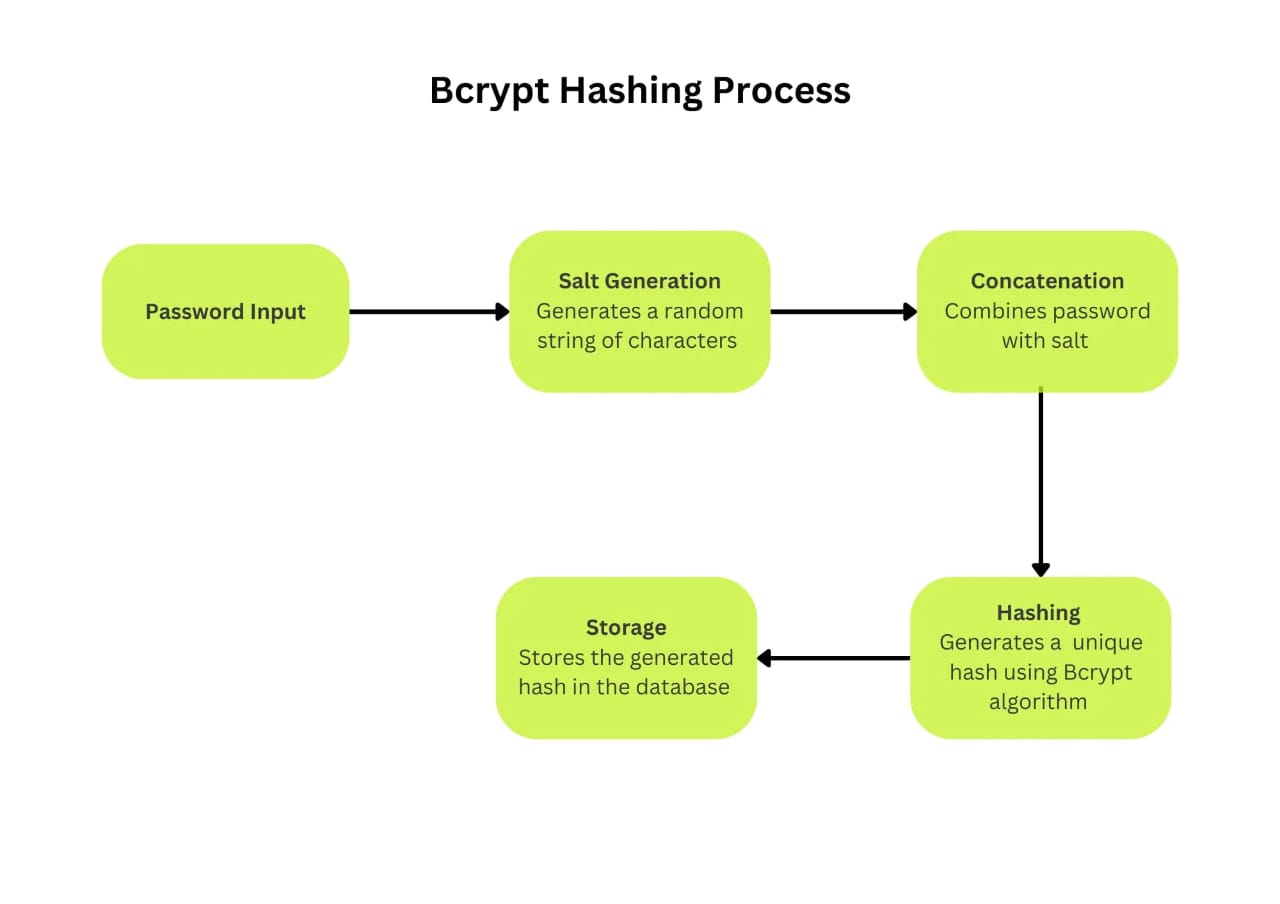 Bcrypt Hashing Process
Password Input
Salt Generation
Generates a random
string of characters
Concatenation
Combines password
with salt
Hashing
Generates a  unique
hash using Bcrypt
algorithm
Storage
Stores the generated
hash in the database